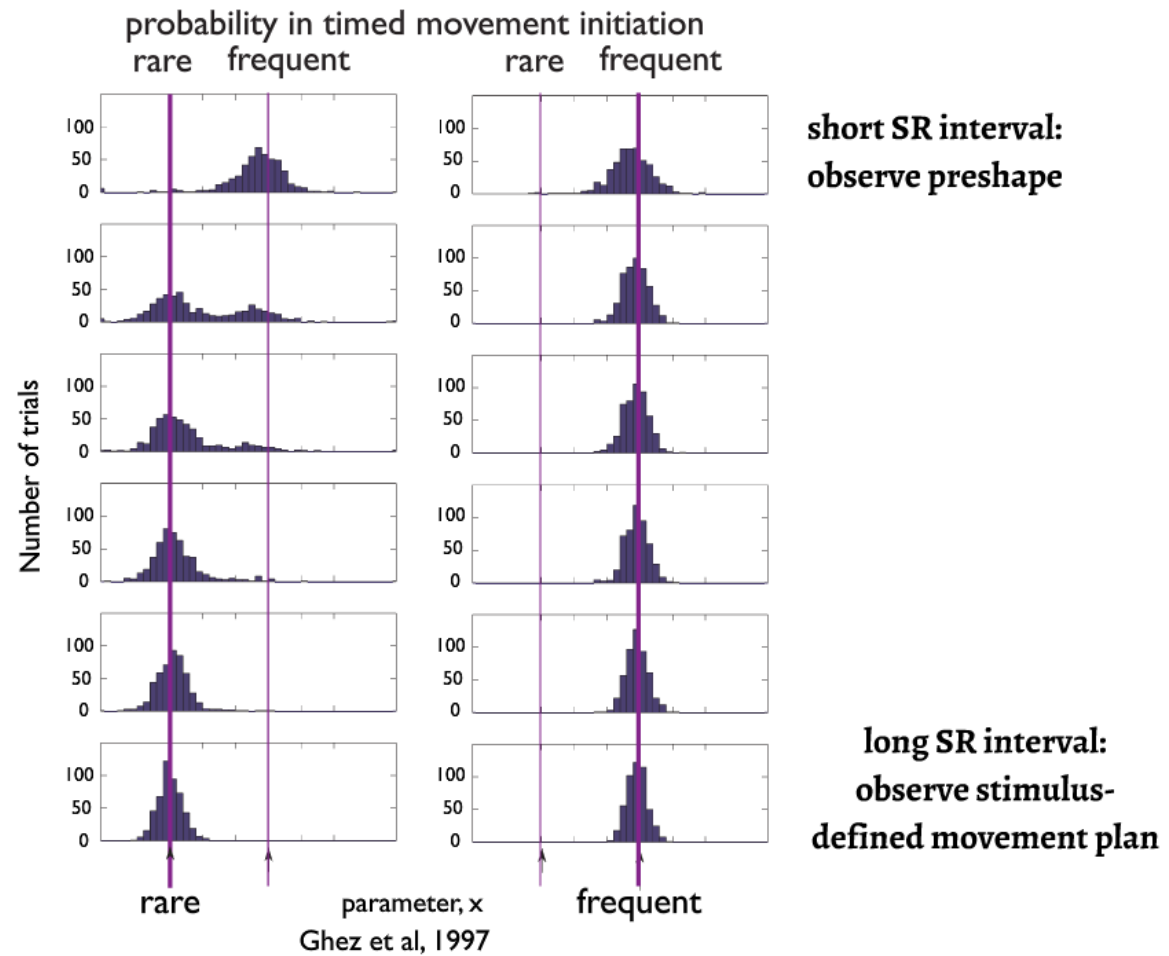 probability in timed movement initiation
rare frequent rare frequent
100 100
50 50
0 0
short SR interval:
observe preshape
100 100
50 50
0 0
100 100
50 50
0 0
Number of trials
100 100
50 50
0 0
100 100
50 50
0 0
long SR interval:
observe stimulus-
defined movement plan
100 100
50 50
0 0
rare parameter, x frequent
Ghez et al, 1997